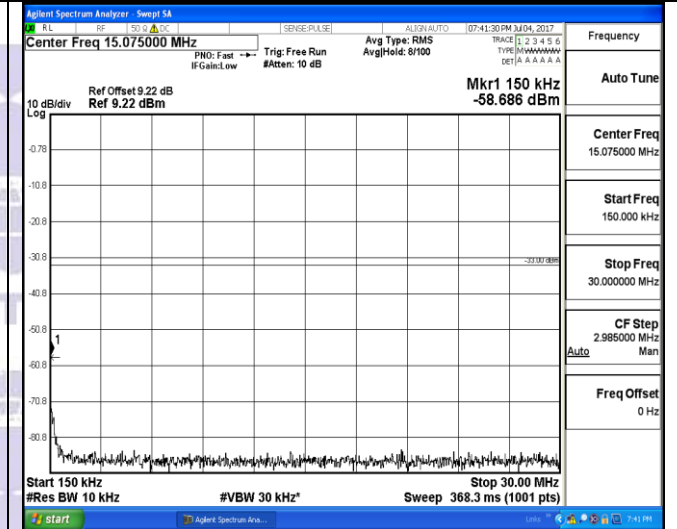 Agilent Spectrum Analyzer - Swept SA
RL RF 50 Ω DC SENSE:PULSE ALIGN AUTO 07:41:30 PM Jul 04, 2017
Center Freq 15.075000 MHz
PNO: Fast
IFGain:Low
Trig: Free Run
#Atten: 10 dB
Avg Type: RMS
Avg|Hold: 8/100
TRACE 1 2 3 4 5 6
TYPE
DET A A A A A A
Ref Offset 9.22 dB
Ref 9.22 dBm
10 dB/div
Log
Mkr1 150 kHz
-58.686 dBm
-0.78
-10.8
-20.8
-30.8
-33.00 dBm
-40.8
-50.8
1
-60.8
-70.8
-80.8
Start 150 kHz
Stop 30.00 MHz
#Res BW 10 kHz
#VBW 30 kHz*
Sweep 368.3 ms (1001 pts)
Frequency
Auto Tune
Center Freq
15.075000 MHz
Start Freq
150.000 kHz
Stop Freq
30.000000 MHz
CF Step
2.985000 MHz
Auto Man
Freq Offset
0 Hz
start
Agilent Spectrum Ana...
Links
7:41 PM